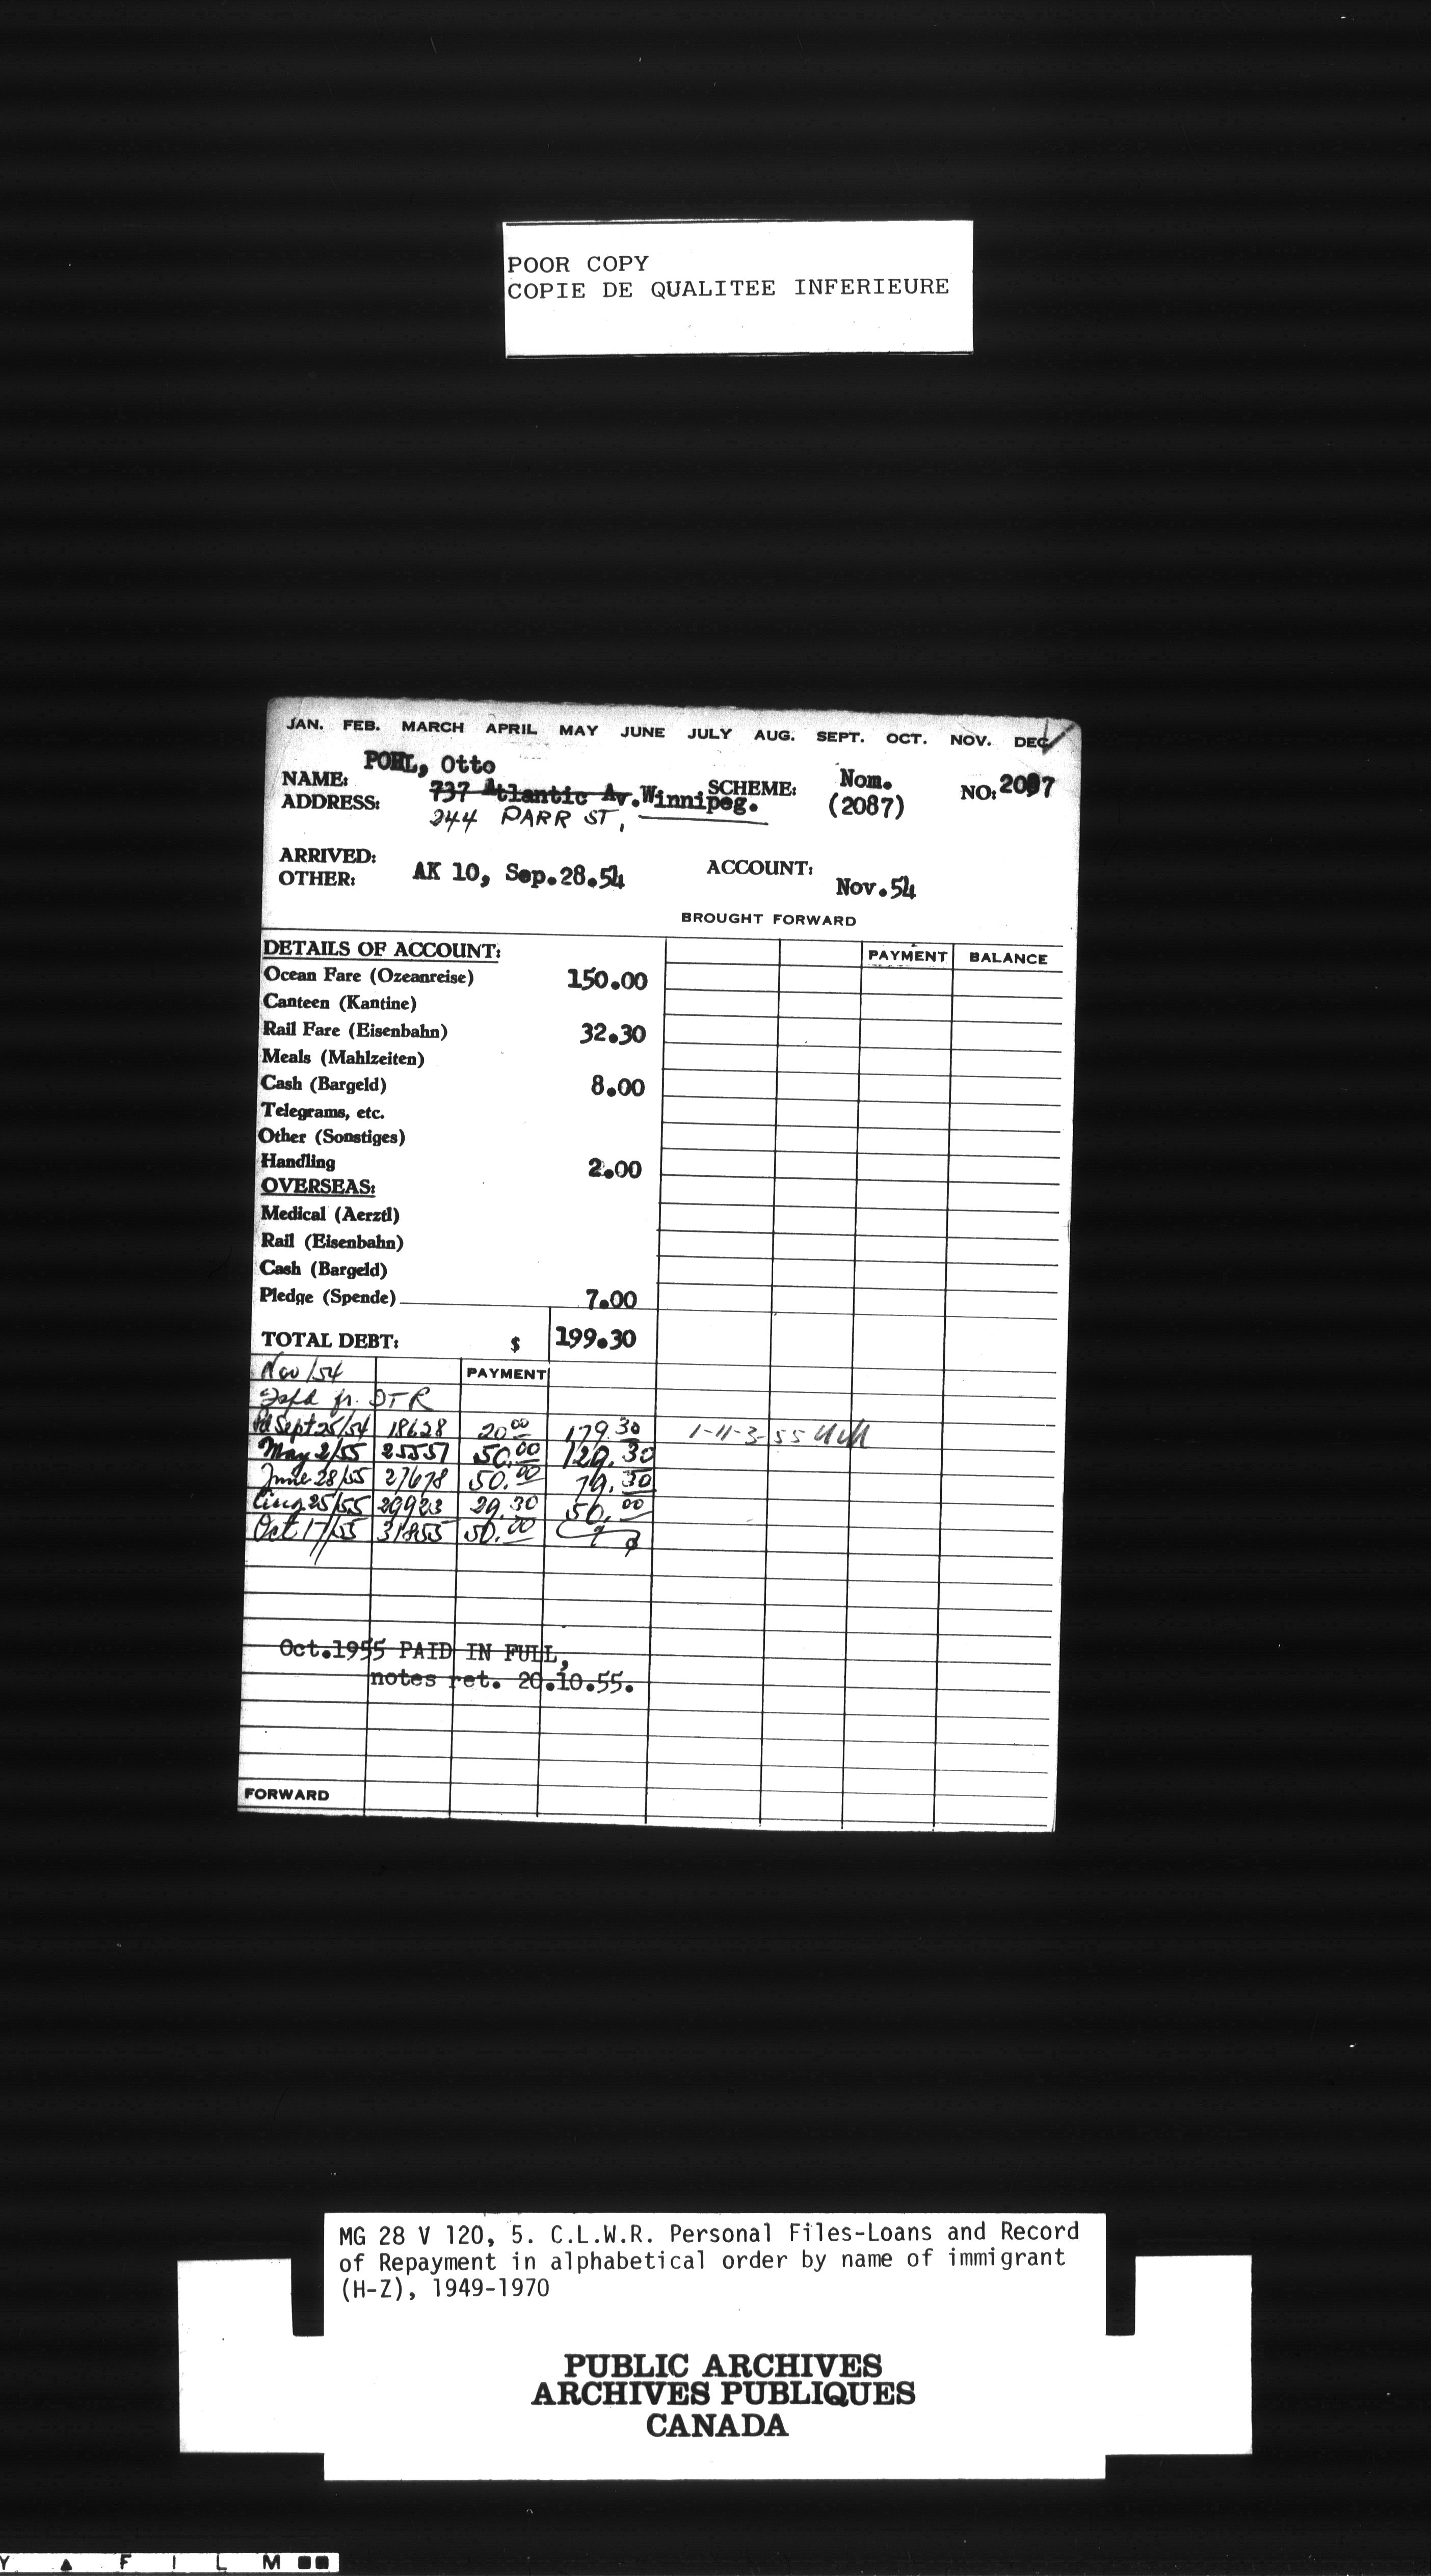 POOR COPY
COPIE DE QUALITEE INFERIEURE
JAN. FEB. MARCH APRIL MAY JUNE JULY AUG. SEPT. OCT. NOV. DEC
NAME: POHL, Otto SCHEME: Nom. NO: 2087
ADDRESS: 737 Atlantic Av. Winnipeg. (2087)
244 PARR ST,
ARRIVED: AK 10, Sep.28.54 ACCOUNT: Nov.54
OTHER:
BROUGHT FORWARD
DETAILS OF ACCOUNT: PAYMENT BALANCE
Ocean Fare (Ozeanreise) 150.00
Canteen (Kantine)
Rail Fare (Eisenbahn) 32.30
Meals (Mahlzeiten)
Cash (Bargeld) 8.00
Telegrams, etc.
Other (Sonstiges)
Handling 2.00
OVERSEAS:
Medical (Aerztl)
Rail (Eisenbahn)
Cash (Bargeld)
Pledge (Spende) 7.00
TOTAL DEBT: $ 199.30
Nov/54 PAYMENT
fr. DTR
Sept 25/54 18628 20.00 179.30 1-11-3-55
May 2/55 25557 50.00 129.30
June 28/55 27678 50.00 79.30
Aug 25/55 29923 29.30 50.00
Oct 17/55 31855 50.00
Oct.1955 PAID IN FULL,
notes ret. 20.10.55.
FORWARD
MG 28 V 120, 5. C.L.W.R. Personal Files-Loans and Record
of Repayment in alphabetical order by name of immigrant
(H-Z), 1949-1970
PUBLIC ARCHIVES
ARCHIVES PUBLIQUES
CANADA
Y ▲ F I L M